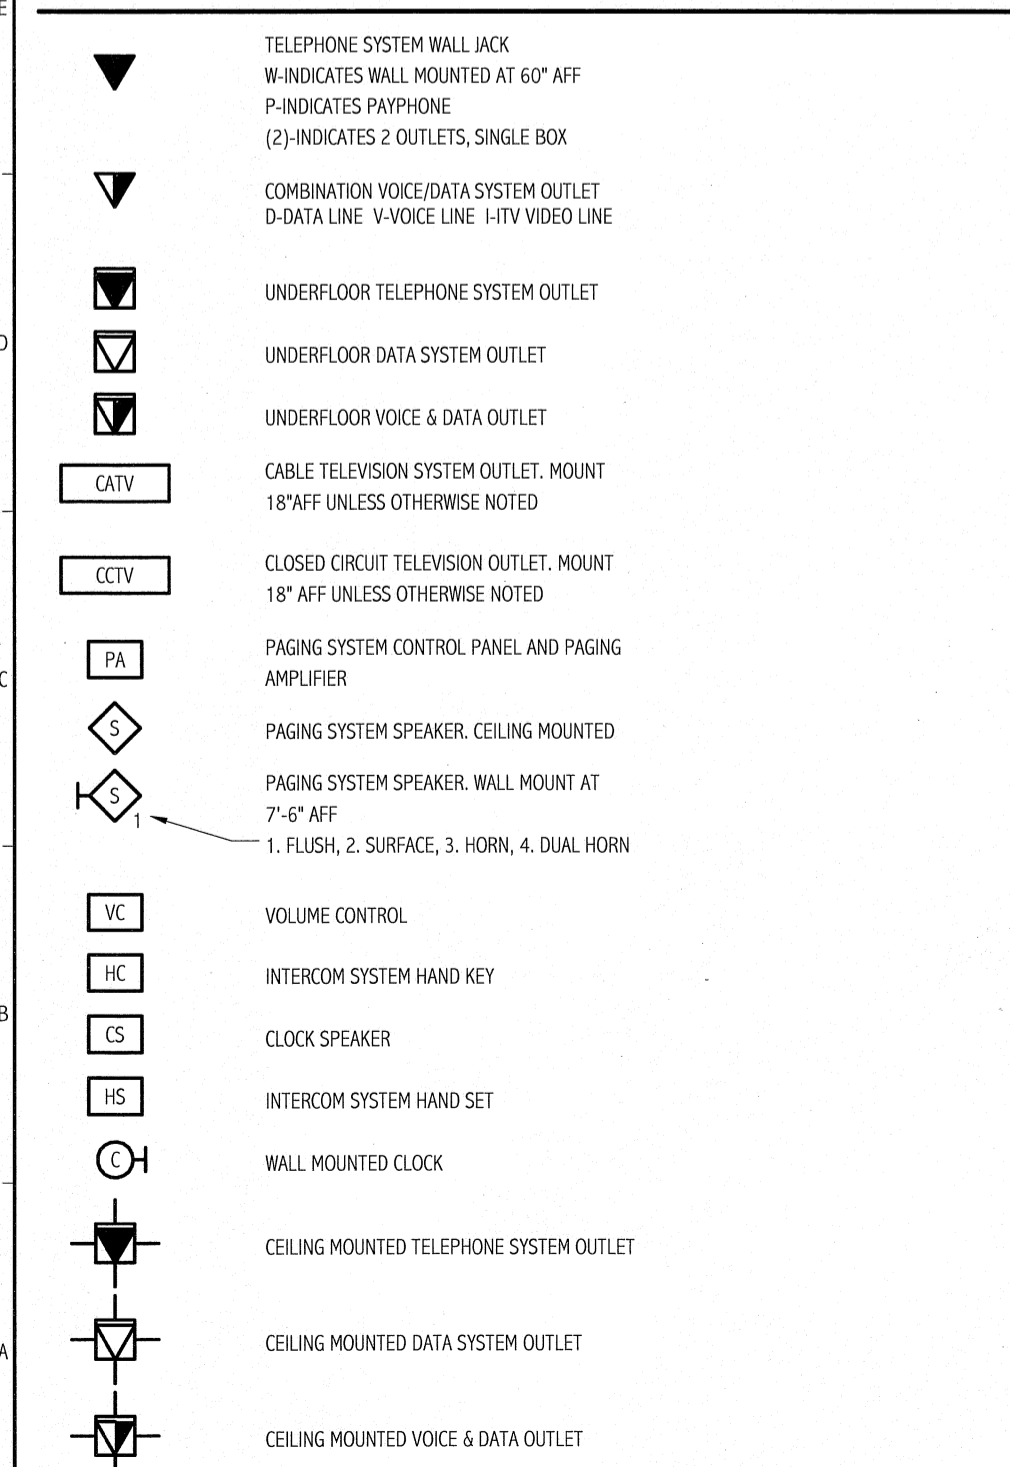 E
TELEPHONE SYSTEM WALL JACK
W-INDICATES WALL MOUNTED AT 60" AFF
P-INDICATES PAYPHONE
(2)-INDICATES 2 OUTLETS, SINGLE BOX
COMBINATION VOICE/DATA SYSTEM OUTLET
D-DATA LINE V-VOICE LINE I-ITV VIDEO LINE
UNDERFLOOR TELEPHONE SYSTEM OUTLET
D
UNDERFLOOR DATA SYSTEM OUTLET
UNDERFLOOR VOICE & DATA OUTLET
CATV
CABLE TELEVISION SYSTEM OUTLET. MOUNT
18"AFF UNLESS OTHERWISE NOTED
CCTV
CLOSED CIRCUIT TELEVISION OUTLET. MOUNT
18" AFF UNLESS OTHERWISE NOTED
PA
PAGING SYSTEM CONTROL PANEL AND PAGING
AMPLIFIER
C
S
PAGING SYSTEM SPEAKER. CEILING MOUNTED
S
1
PAGING SYSTEM SPEAKER. WALL MOUNT AT
7'-6" AFF
1. FLUSH, 2. SURFACE, 3. HORN, 4. DUAL HORN
VC
VOLUME CONTROL
HC
INTERCOM SYSTEM HAND KEY
B
CS
CLOCK SPEAKER
HS
INTERCOM SYSTEM HAND SET
C
WALL MOUNTED CLOCK
CEILING MOUNTED TELEPHONE SYSTEM OUTLET
A
CEILING MOUNTED DATA SYSTEM OUTLET
CEILING MOUNTED VOICE & DATA OUTLET